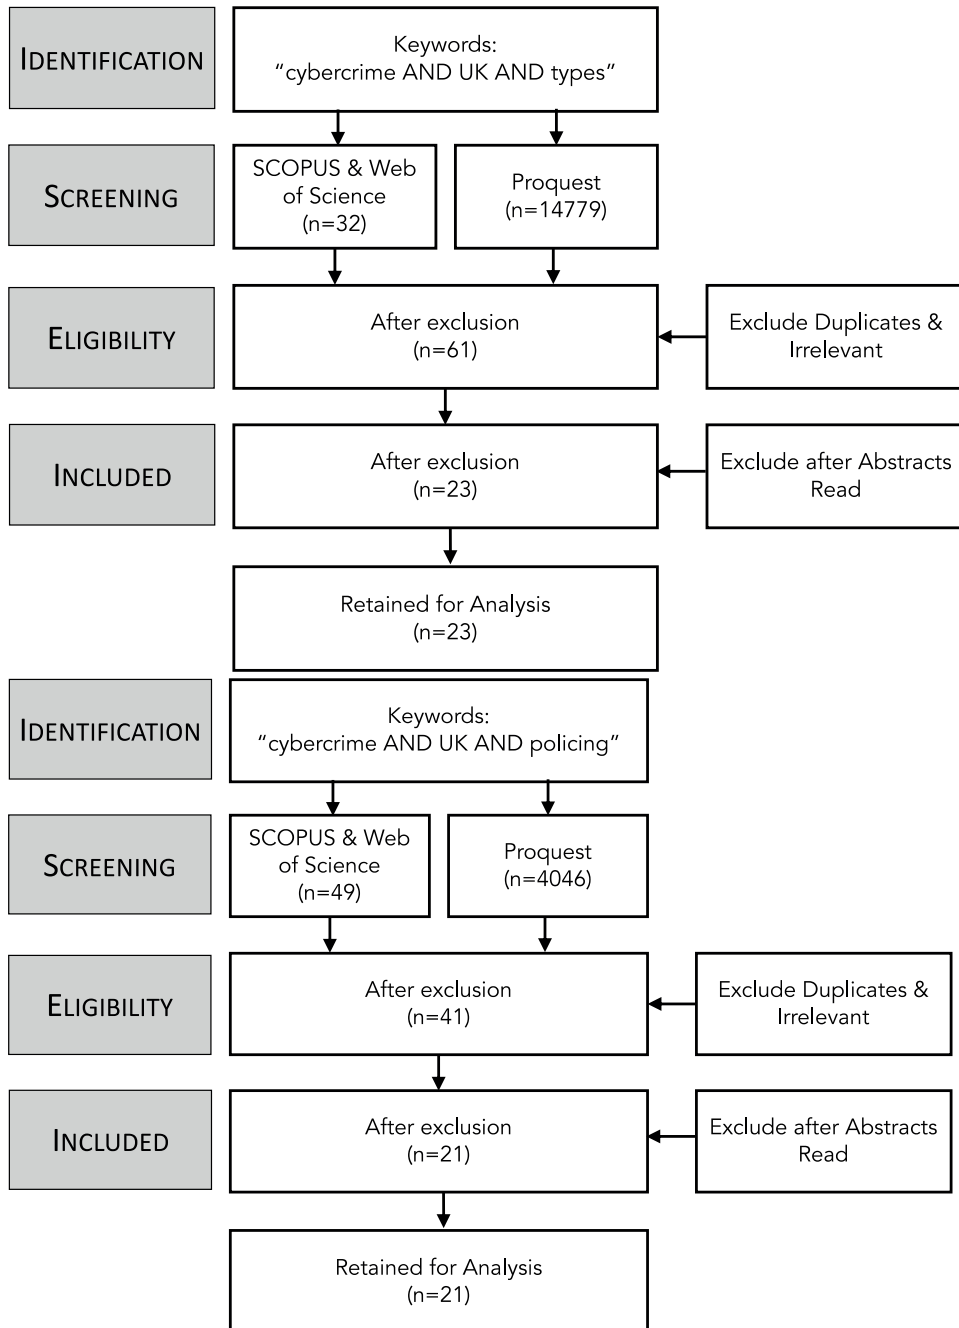 IDENTIFICATION
Keywords:
“cybercrime AND UK AND types”
SCREENING
SCOPUS & Web
of Science
(n=32)
Proquest
(n=14779)
ELIGIBILITY
After exclusion
(n=61)
Exclude Duplicates &
Irrelevant
INCLUDED
After exclusion
(n=23)
Exclude after Abstracts
Read
Retained for Analysis
(n=23)
IDENTIFICATION
Keywords:
“cybercrime AND UK AND policing”
SCREENING
SCOPUS & Web
of Science
(n=49)
Proquest
(n=4046)
ELIGIBILITY
After exclusion
(n=41)
Exclude Duplicates &
Irrelevant
INCLUDED
After exclusion
(n=21)
Exclude after Abstracts
Read
Retained for Analysis
(n=21)